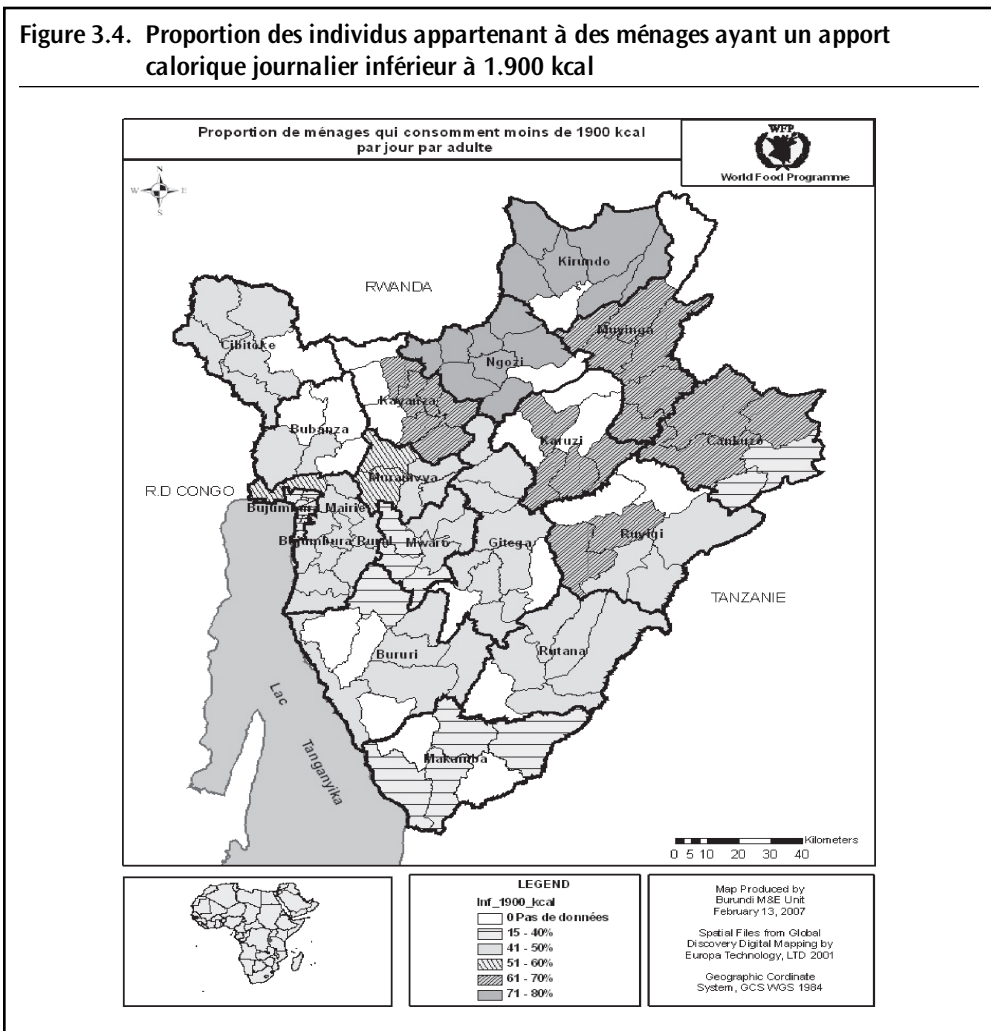 Figure 3.4. Proportion des individus appartenant à des ménages ayant un apport
calorique journalier inférieur à 1.900 kcal
Proportion de ménages qui consomment moins de 1900 kcal
par jour par adulte
WFP
World Food Programme
N
W E
S
Kirundo
RWANDA
Muyinga
Cibitoke
Ngozi
Kayanza
Bubanza
Karuzi
Cankuzo
Muramvya
R.D CONGO
Bujumbura Mairie
Bujumbura Rural
Mwaro
Gitega
Ruyigi
TANZANIE
Bururi
Rutana
Lac
Tanganyika
Makamba
Kilometers
0 5 10 20 30 40
LEGEND
Inf_1900_kcal
0 Pas de données
15 - 40%
41 - 50%
51 - 60%
61 - 70%
71 - 80%
Map Produced by
Burundi M&E Unit
February 13, 2007
Spatial Files from Global
Discovery Digital Mapping by
Europa Technology, LTD 2001
Geographic Cordinate
System, GCS WGS 1984